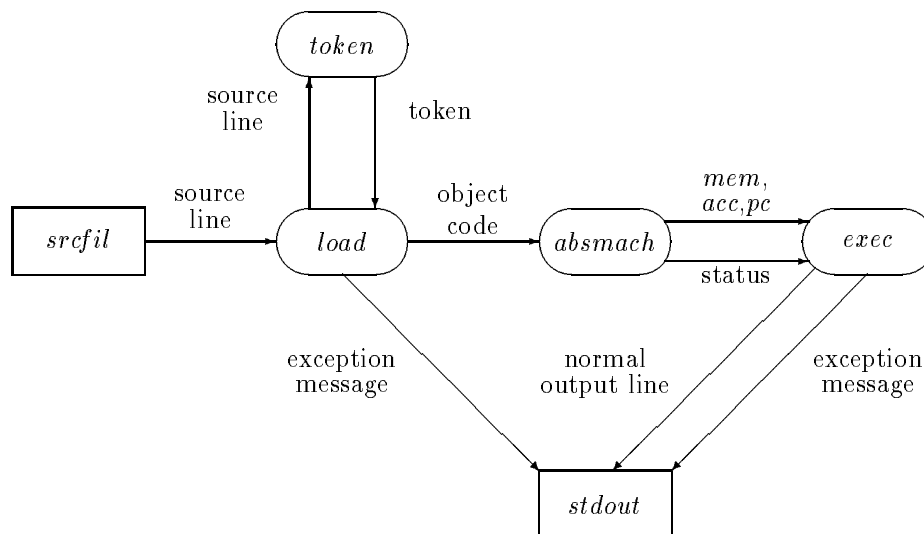 token
source
line
token
source
line
object
code
mem,
acc,pc
srcfil
load
absmach
exec
status
exception
message
normal
output line
exception
message
stdout